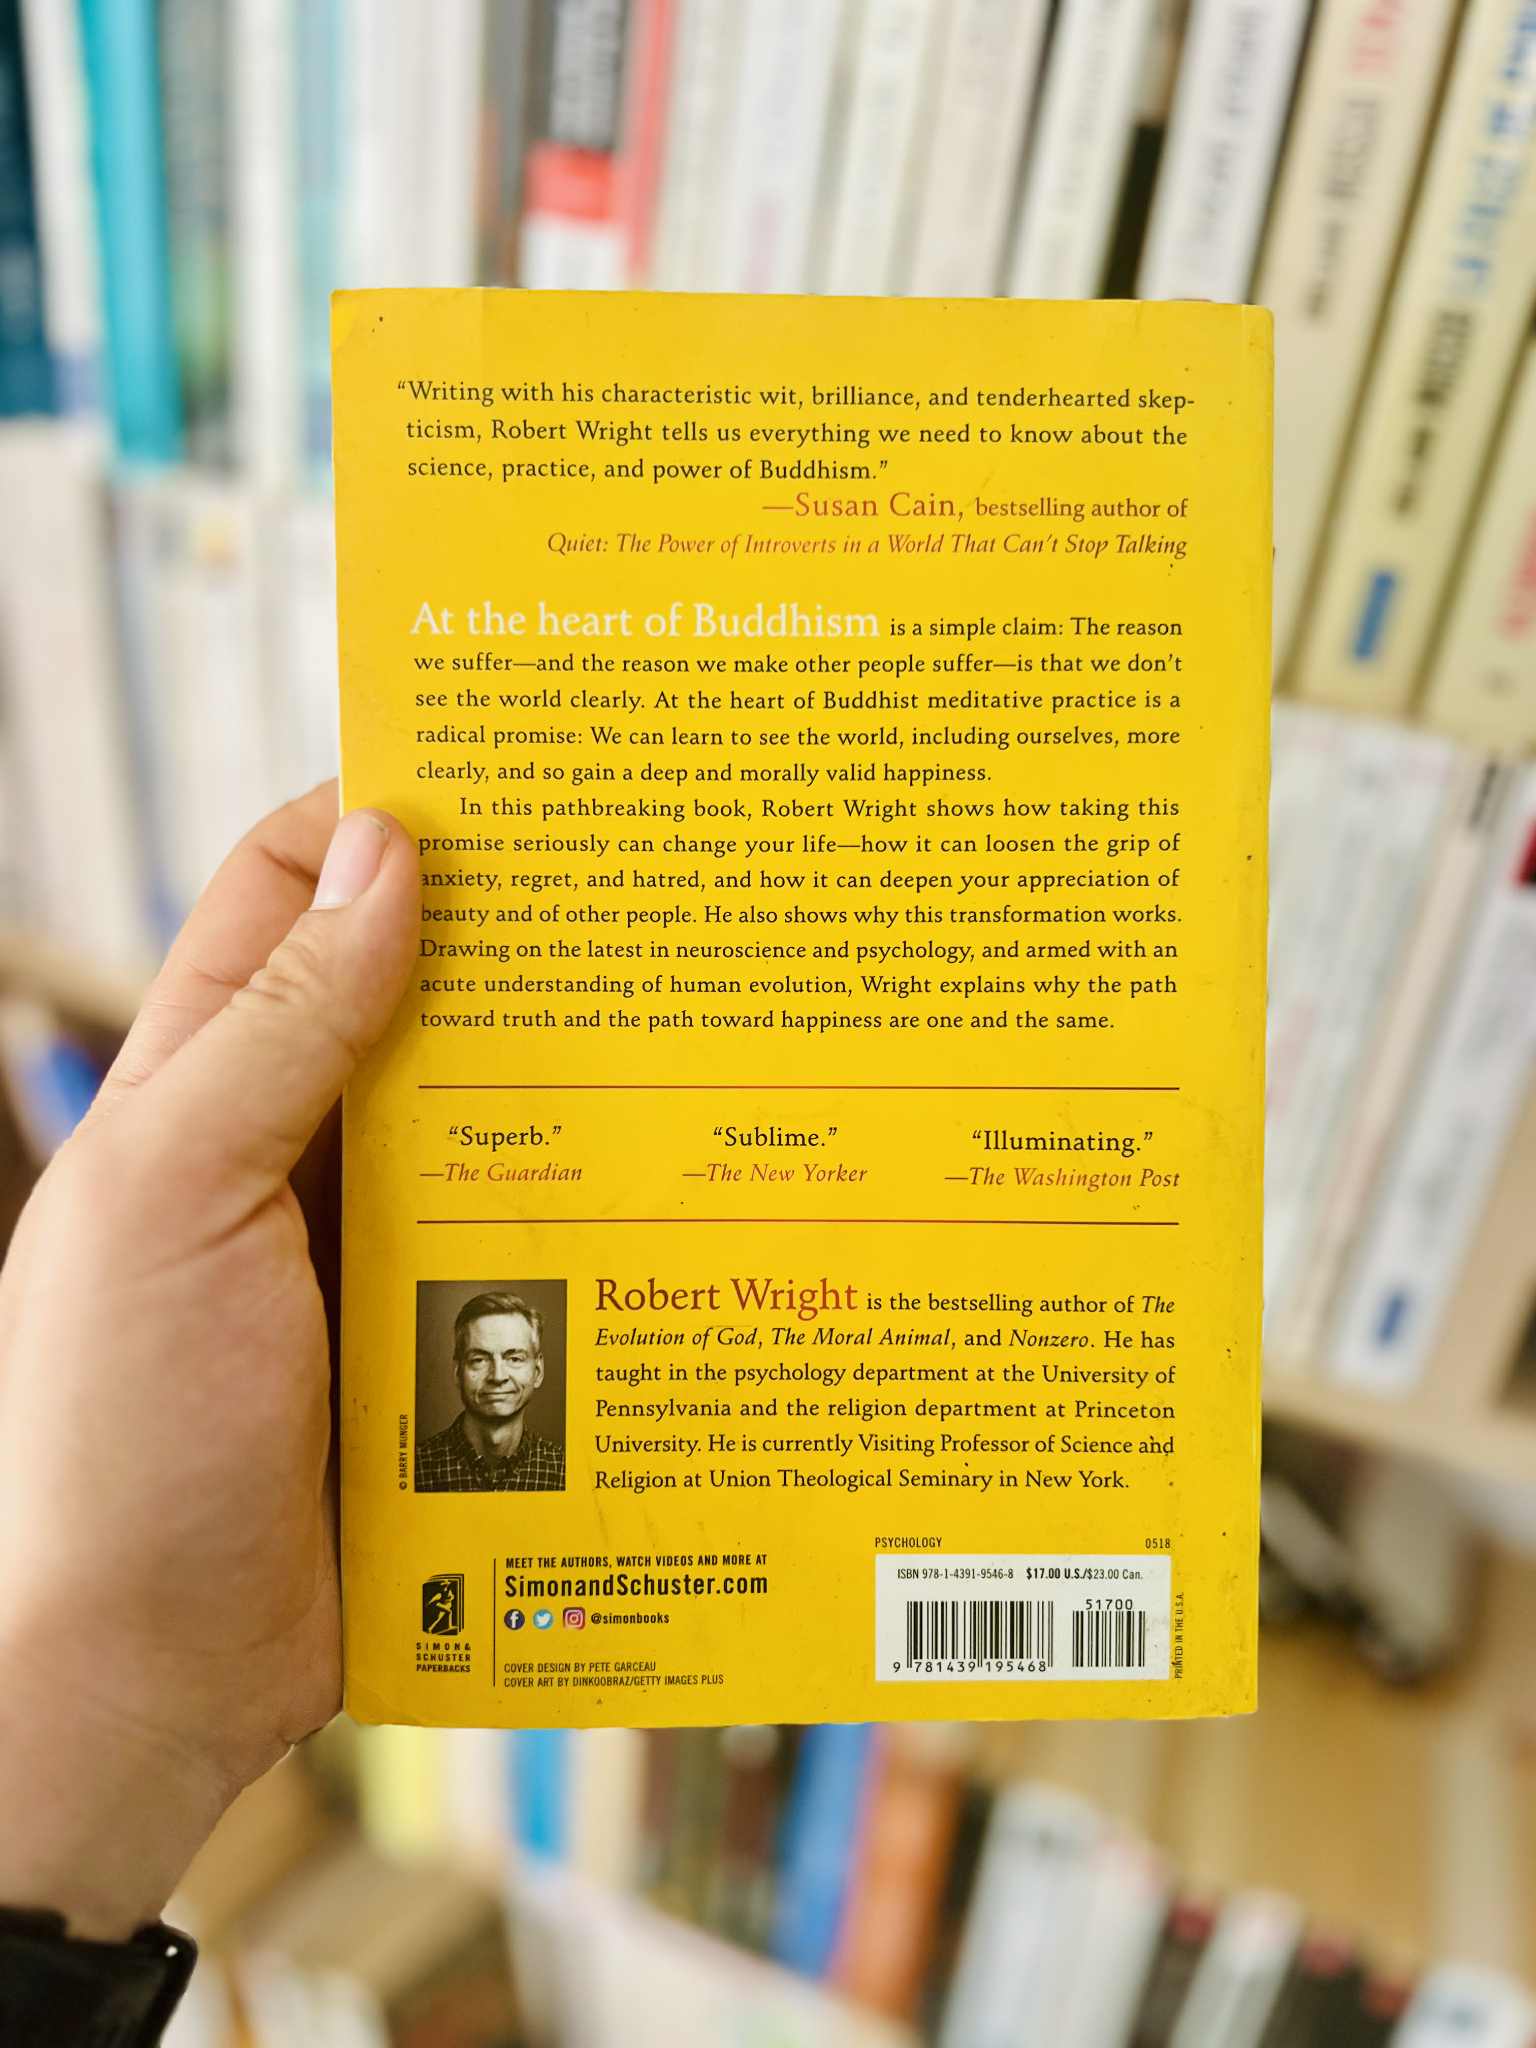 “Writing with his characteristic wit, brilliance, and tenderhearted skep-
ticism, Robert Wright tells us everything we need to know about the
science, practice, and power of Buddhism.”
—Susan Cain, bestselling author of
Quiet: The Power of Introverts in a World That Can’t Stop Talking
At the heart of Buddhism is a simple claim: The reason
we suffer—and the reason we make other people suffer—is that we don’t
see the world clearly. At the heart of Buddhist meditative practice is a
radical promise: We can learn to see the world, including ourselves, more
clearly, and so gain a deep and morally valid happiness.
In this pathbreaking book, Robert Wright shows how taking this
promise seriously can change your life—how it can loosen the grip of
anxiety, regret, and hatred, and how it can deepen your appreciation of
beauty and of other people. He also shows why this transformation works.
Drawing on the latest in neuroscience and psychology, and armed with an
acute understanding of human evolution, Wright explains why the path
toward truth and the path toward happiness are one and the same.
“Superb.”
—The Guardian
“Sublime.”
—The New Yorker
“Illuminating.”
—The Washington Post
© BARRY MUNGER
Robert Wright is the bestselling author of The
Evolution of God, The Moral Animal, and Nonzero. He has
taught in the psychology department at the University of
Pennsylvania and the religion department at Princeton
University. He is currently Visiting Professor of Science and
Religion at Union Theological Seminary in New York.
SIMON &
SCHUSTER
PAPERBACKS
MEET THE AUTHORS, WATCH VIDEOS AND MORE AT
SimonandSchuster.com
@simonbooks
COVER DESIGN BY PETE GARCEAU
COVER ART BY DINKOOBRAZ/GETTY IMAGES PLUS
PSYCHOLOGY 0518
ISBN 978-1-4391-9546-8 $17.00 U.S./$23.00 Can.
51700
9 781439 195468
PRINTED IN THE U.S.A.